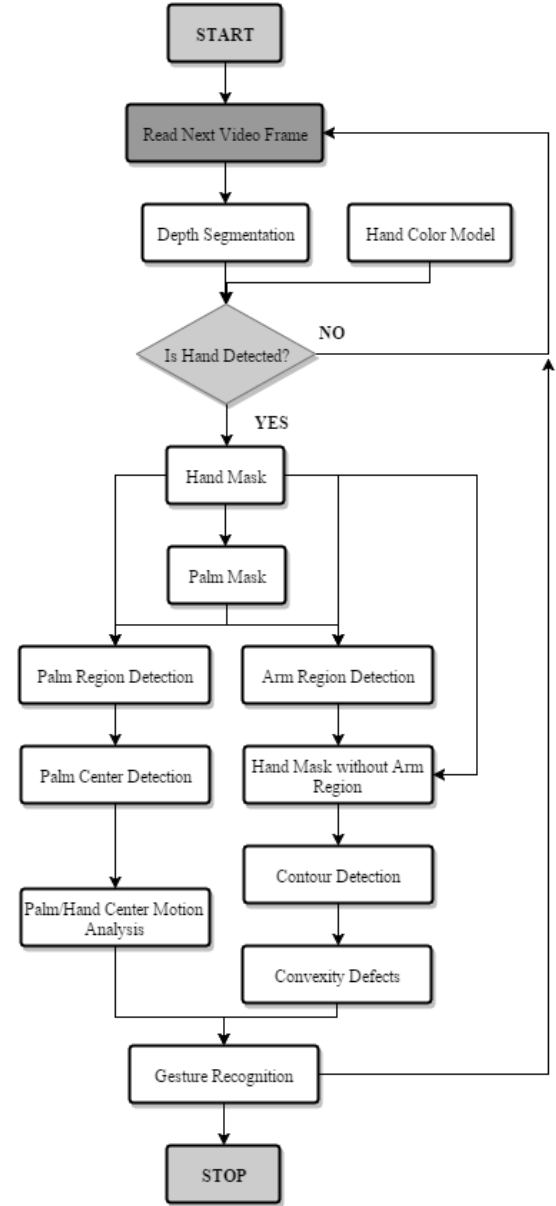 START
Read Next Video Frame
Depth Segmentation
Hand Color Model
Is Hand Detected?
NO
YES
Hand Mask
Palm Mask
Palm Region Detection
Arm Region Detection
Palm Center Detection
Hand Mask without Arm
Region
Contour Detection
Palm/Hand Center Motion
Analysis
Convexity Defects
Gesture Recognition
STOP